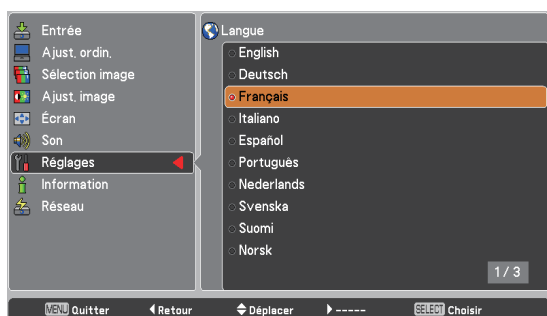 Entrée
Ajust. ordin.
Sélection image
Ajust. image
Écran
Son
Réglages
Information
Réseau
Langue
English
Deutsch
Français
Italiano
Español
Português
Nederlands
Svenska
Suomi
Norsk
1 / 3
MENU Quitter Retour Déplacer ----- SELECT Choisir